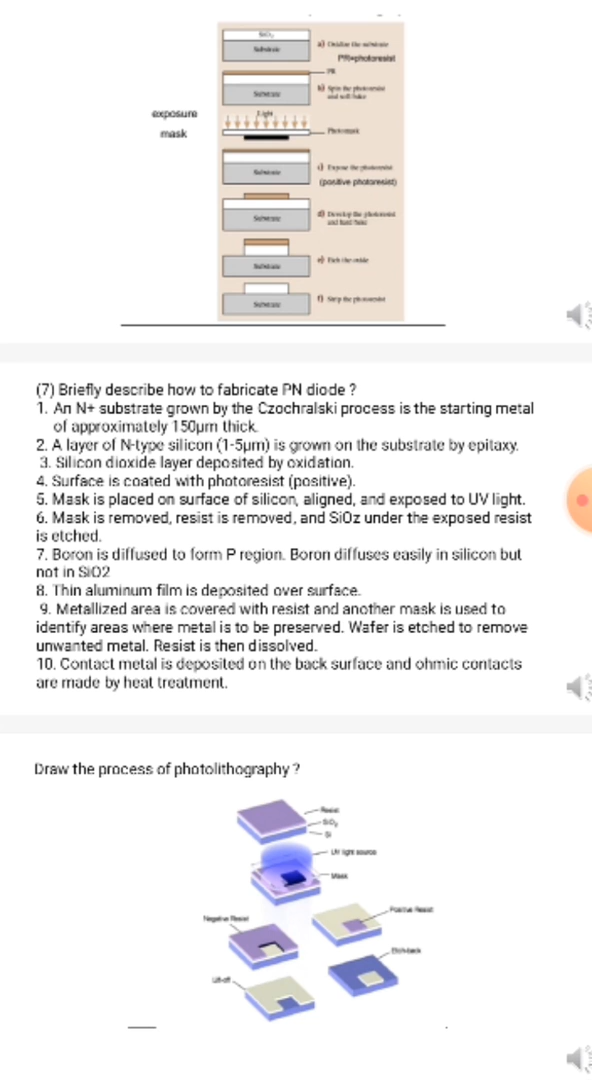 SiO₂
Substrate
a) Oxidize the substrate
PR=photoresist
PR
b) Spin the photoresist
and soft bake
Substrate
exposure
Light
mask
Photomask
c) Expose the photoresist
Substrate
(positive photoresist)
d) Develop the photoresist
and hard bake
Substrate
e) Etch the oxide
Substrate
f) Strip the photoresist
Substrate
(7) Briefly describe how to fabricate PN diode ?
1. An N+ substrate grown by the Czochralski process is the starting metal
of approximately 150μm thick.
2. A layer of N-type silicon (1-5μm) is grown on the substrate by epitaxy.
3. Silicon dioxide layer deposited by oxidation.
4. Surface is coated with photoresist (positive).
5. Mask is placed on surface of silicon, aligned, and exposed to UV light.
6. Mask is removed, resist is removed, and SiOz under the exposed resist
is etched.
7. Boron is diffused to form P region. Boron diffuses easily in silicon but
not in SiO2
8. Thin aluminum film is deposited over surface.
9. Metallized area is covered with resist and another mask is used to
identify areas where metal is to be preserved. Wafer is etched to remove
unwanted metal. Resist is then dissolved.
10. Contact metal is deposited on the back surface and ohmic contacts
are made by heat treatment.
Draw the process of photolithography ?
Resist
SiO₂
Si
UV light source
Mask
Positive Resist
Negative Resist
Etch-back
Lift-off